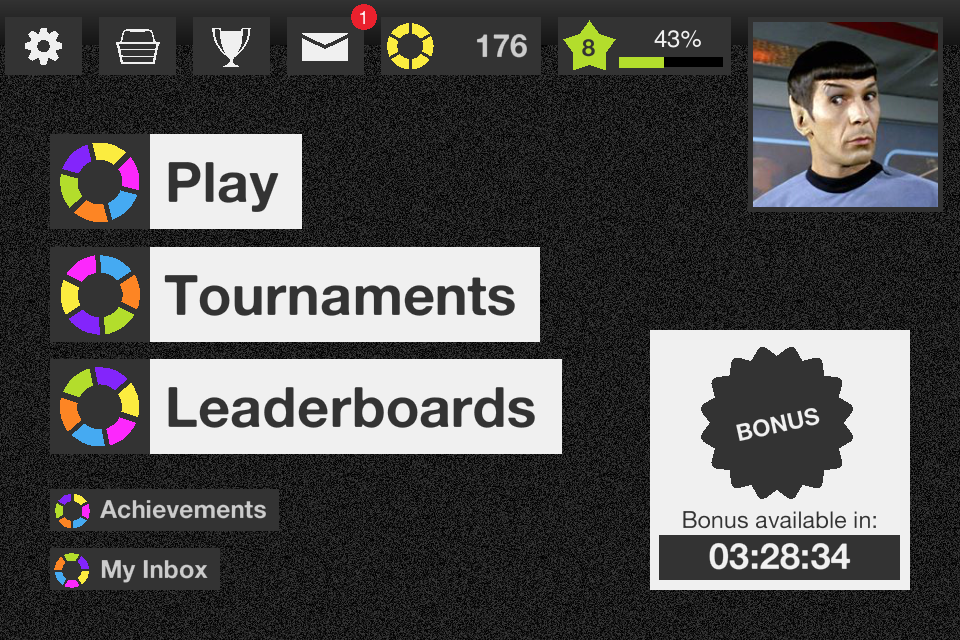 1
176
8
43%
Play
Tournaments
Leaderboards
Achievements
My Inbox
BONUS
Bonus available in:
03:28:34